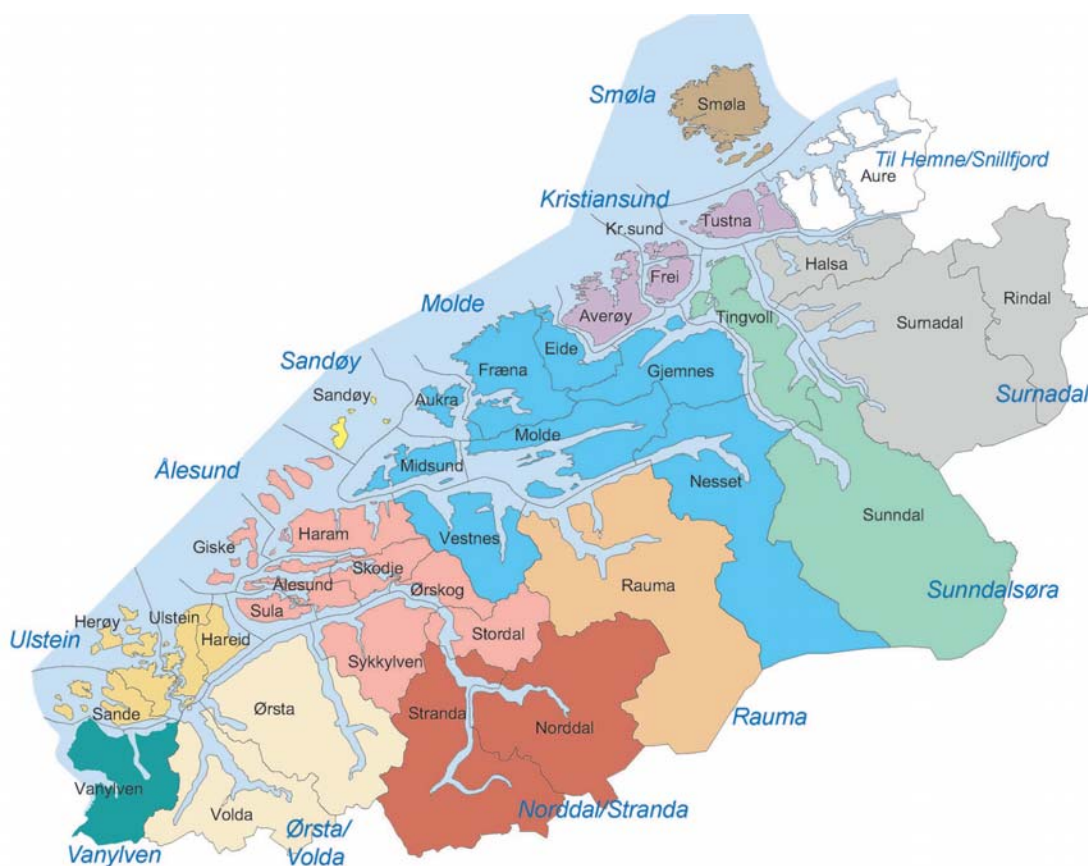 Smøla
Smøla
Til Hemne/Snillfjord
Aure
Kristiansund
Tustna
Kr.sund
Halsa
Frei
Rindal
Molde
Averøy
Tingvoll
Surnadal
Eide
Sandøy
Fræna
Gjemnes
Sandøy
Aukra
Surnadal
Molde
Ålesund
Midsund
Nesset
Sunndal
Haram
Vestnes
Giske
Skodje
Rauma
Ålesund
Ørskog
Sunndalsøra
Sula
Ulstein
Herøy
Ulstein
Hareid
Stordal
Sykkylven
Ørsta
Sande
Stranda
Norddal
Rauma
Vanylven
Volda
Norddal/Stranda
Ørsta/
Volda
Vanylven